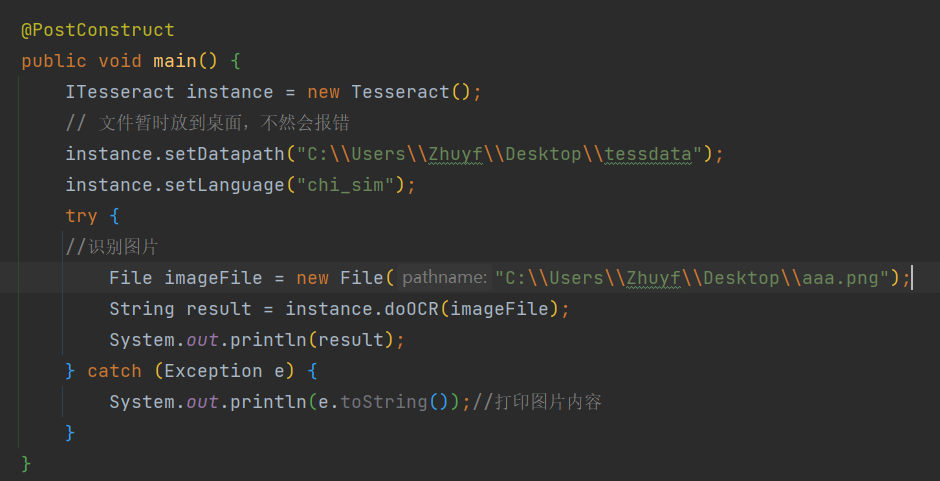 @PostConstruct
public void main() {
    ITesseract instance = new Tesseract();
    // 文件暂时放到桌面，不然会报错
    instance.setDatapath("C:\\Users\\Zhuyf\\Desktop\\tessdata");
    instance.setLanguage("chi_sim");
    try {
    //识别图片
        File imageFile = new File( pathname: "C:\\Users\\Zhuyf\\Desktop\\aaa.png");
        String result = instance.doOCR(imageFile);
        System.out.println(result);
    } catch (Exception e) {
        System.out.println(e.toString());//打印图片内容
    }
}